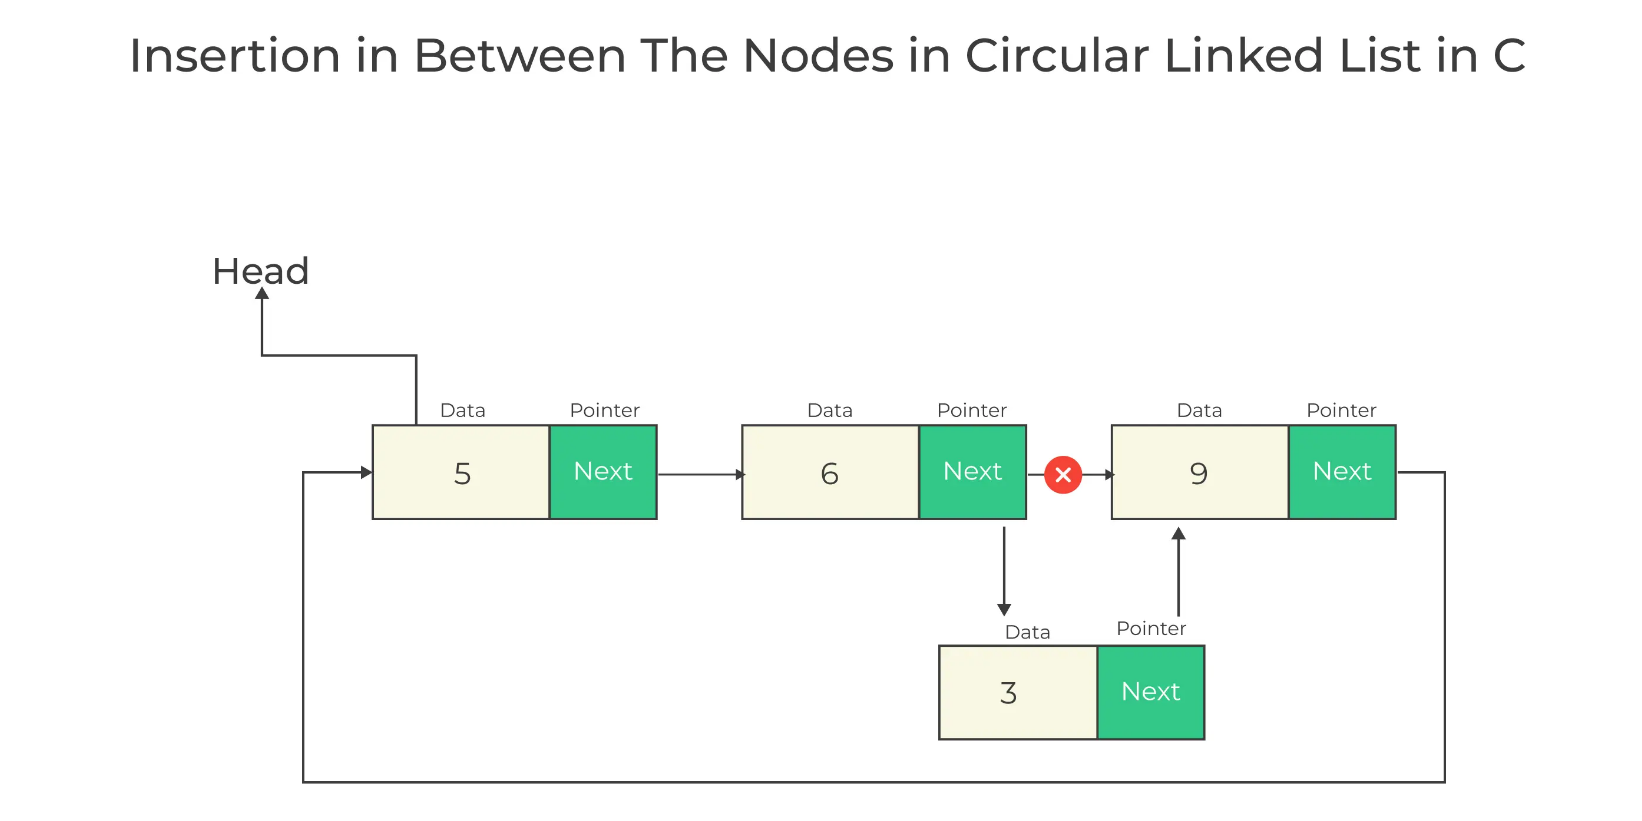 Insertion in Between The Nodes in Circular Linked List in C
Head
Data Pointer Data Pointer Data Pointer
5 Next 6 Next 9 Next
Data Pointer
3 Next